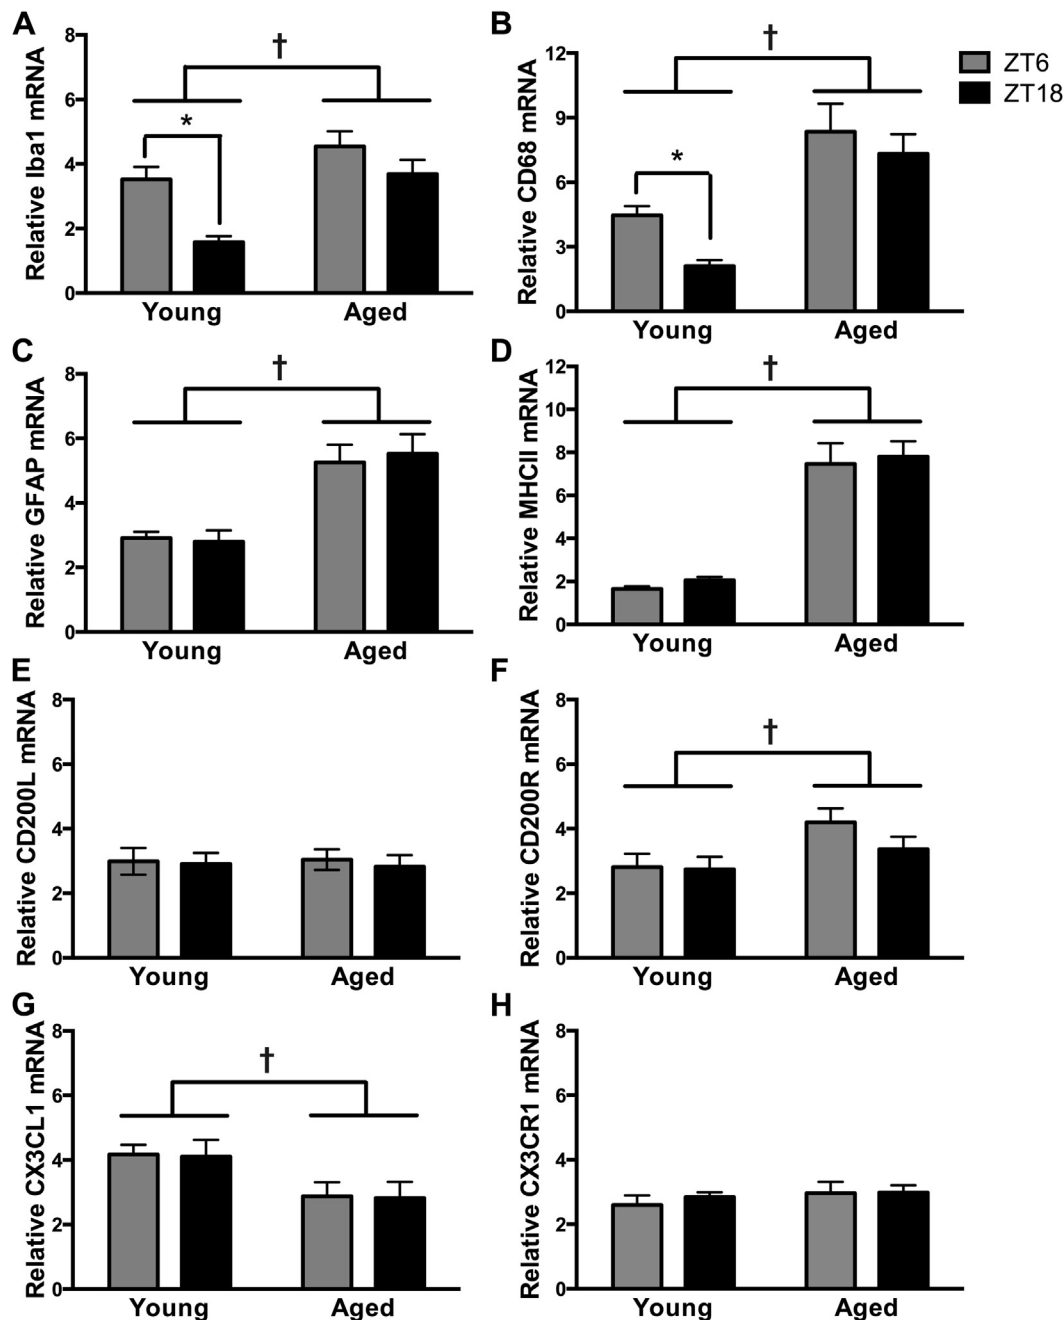 A
Relative Iba1 mRNA
8
6
4
2
0
†
*
Young Aged
B
Relative CD68 mRNA
12
9
6
3
0
†
*
Young Aged
ZT6
ZT18
C
Relative GFAP mRNA
8
6
4
2
0
†
Young Aged
D
Relative MHCII mRNA
12
10
8
6
4
2
0
†
Young Aged
E
Relative CD200L mRNA
8
6
4
2
0
Young Aged
F
Relative CD200R mRNA
8
6
4
2
0
†
Young Aged
G
Relative CX3CL1 mRNA
8
6
4
2
0
†
Young Aged
H
Relative CX3CR1 mRNA
8
6
4
2
0
Young Aged